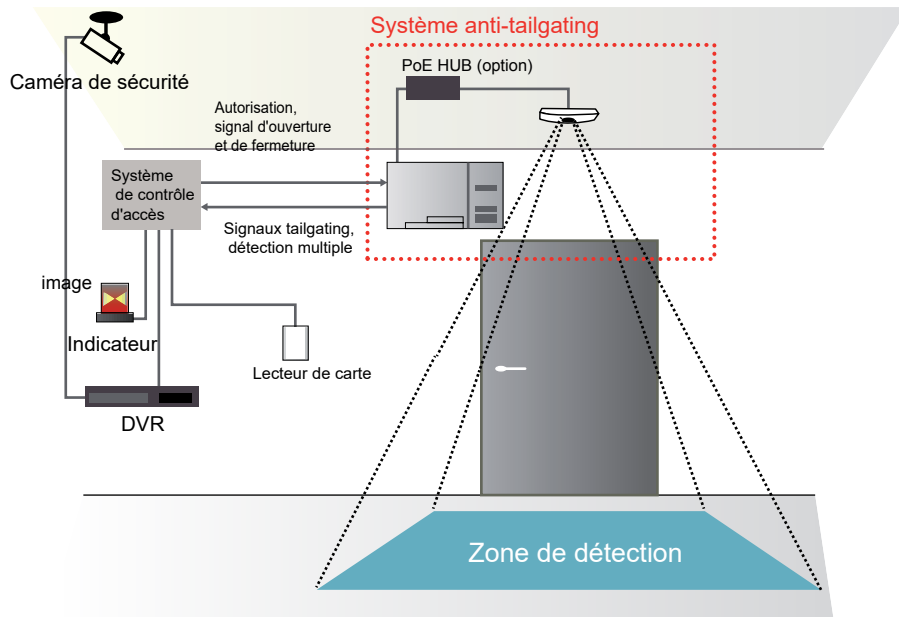 Système anti-tailgating
PoE HUB (option)
Caméra de sécurité
Autorisation,
signal d'ouverture
et de fermeture
Système
de contrôle
d'accès
Signaux tailgating,
détection multiple
image
Indicateur
Lecteur de carte
DVR
Zone de détection